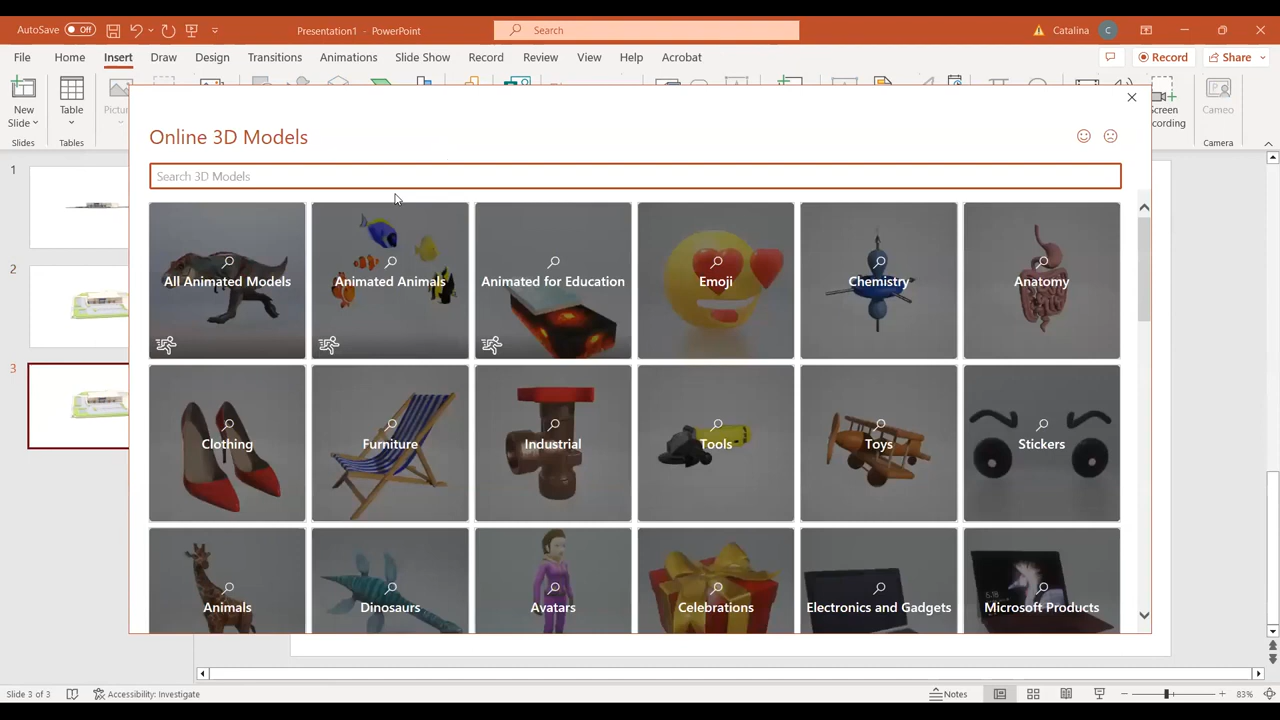 AutoSave Off
Presentation1 - PowerPoint
Search
Catalina C
File Home Insert Draw Design Transitions Animations Slide Show Record Review View Help Acrobat
Record Share
New
Slide
Slides
Table
Tables
Screen
Cameo
Camera
Online 3D Models
Search 3D Models
All Animated Models
Animated Animals
Animated for Education
Emoji
Chemistry
Anatomy
Clothing
Furniture
Industrial
Tools
Toys
Stickers
Animals
Dinosaurs
Avatars
Celebrations
Electronics and Gadgets
Microsoft Products
1
2
3
Slide 3 of 3
Accessibility: Investigate
Notes
83%